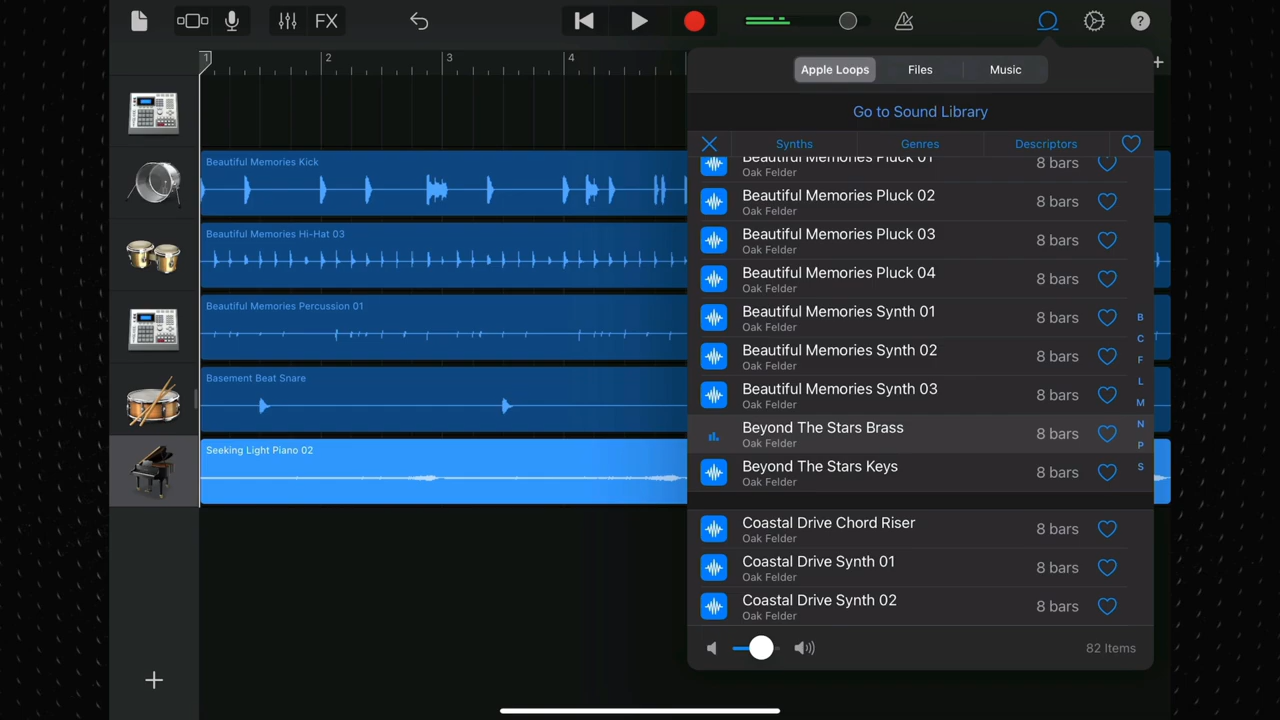 FX
1
2
3
4
?
Apple Loops
Files
Music
Go to Sound Library
Synths
Genres
Descriptors
Beautiful Memories Pluck 01
8 bars
Oak Felder
Beautiful Memories Pluck 02
8 bars
Oak Felder
Beautiful Memories Pluck 03
8 bars
Oak Felder
Beautiful Memories Pluck 04
8 bars
Oak Felder
Beautiful Memories Synth 01
8 bars
Oak Felder
Beautiful Memories Synth 02
8 bars
Oak Felder
Beautiful Memories Synth 03
8 bars
Oak Felder
Beyond The Stars Brass
8 bars
Oak Felder
Beyond The Stars Keys
8 bars
Oak Felder
Coastal Drive Chord Riser
8 bars
Oak Felder
Coastal Drive Synth 01
8 bars
Oak Felder
Coastal Drive Synth 02
8 bars
Oak Felder
B
C
F
L
M
N
P
S
82 Items
Beautiful Memories Kick
Beautiful Memories Hi-Hat 03
Beautiful Memories Percussion 01
Basement Beat Snare
Seeking Light Piano 02